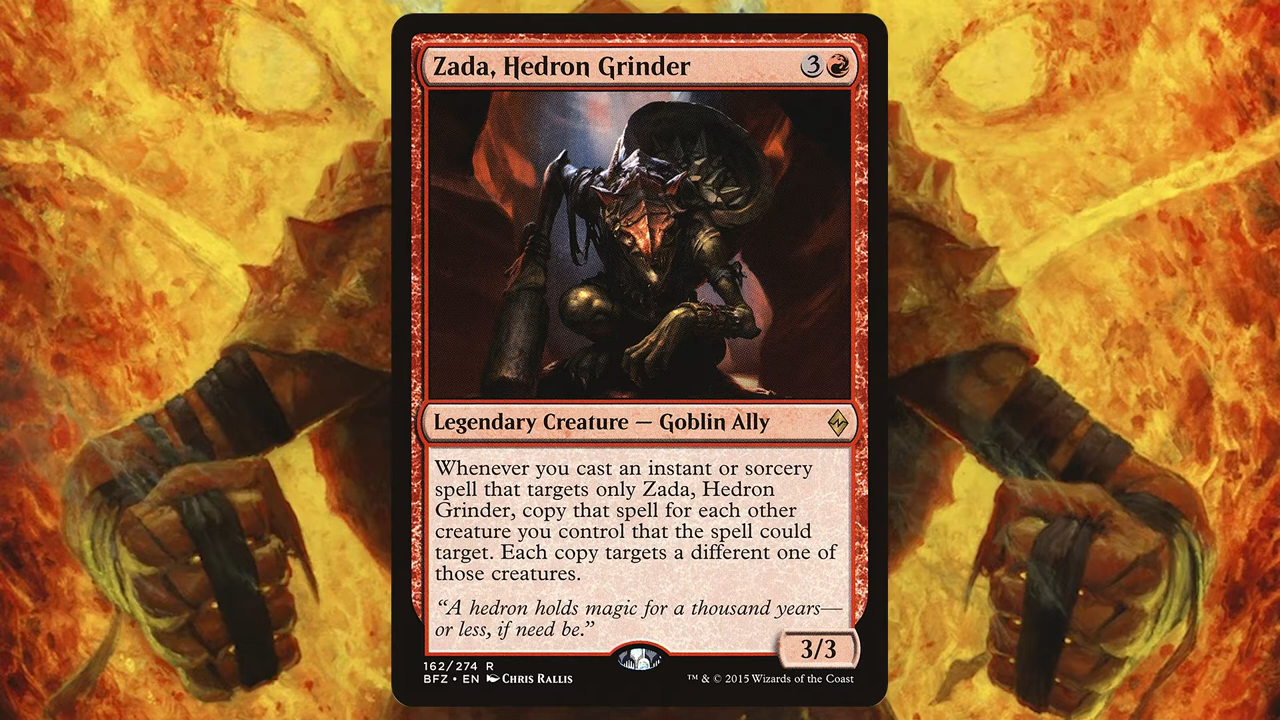 Zada, Hedron Grinder 3
Legendary Creature — Goblin Ally
Whenever you cast an instant or sorcery
spell that targets only Zada, Hedron
Grinder, copy that spell for each other
creature you control that the spell could
target. Each copy targets a different one of
those creatures.
“A hedron holds magic for a thousand years—
or less, if need be.”
3/3
162/274 R
BFZ • EN Chris Rallis
™ & © 2015 Wizards of the Coast